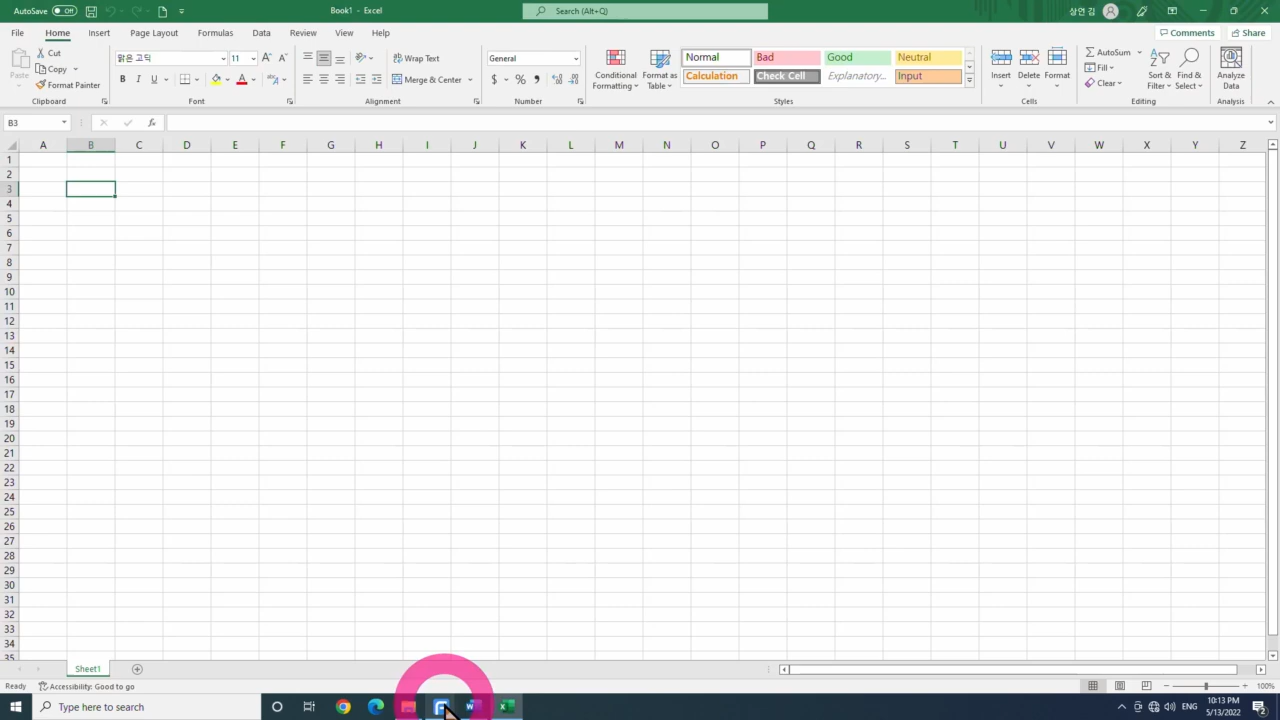 AutoSave Off Book1 - Excel Search (Alt+Q) 상연 김
File Home Insert Page Layout Formulas Data Review View Help Comments Share
Paste Cut Copy Format Painter Clipboard
맑은 고딕 11 A A B I U A Font
Wrap Text Merge & Center Alignment
General $ % , Number
Conditional Formatting Format as Table Normal Bad Good Neutral Calculation Check Cell Explanatory... Input Styles
Insert Delete Format Cells
AutoSum Fill Clear Sort & Filter Find & Select Editing
Analyze Data Analysis
B3 fx
A B C D E F G H I J K L M N O P Q R S T U V W X Y Z
1
2
3
4
5
6
7
8
9
10
11
12
13
14
15
16
17
18
19
20
21
22
23
24
25
26
27
28
29
30
31
32
33
34
35
Sheet1
Ready Accessibility: Good to go 100%
Type here to search 10:13 PM
5/13/2022